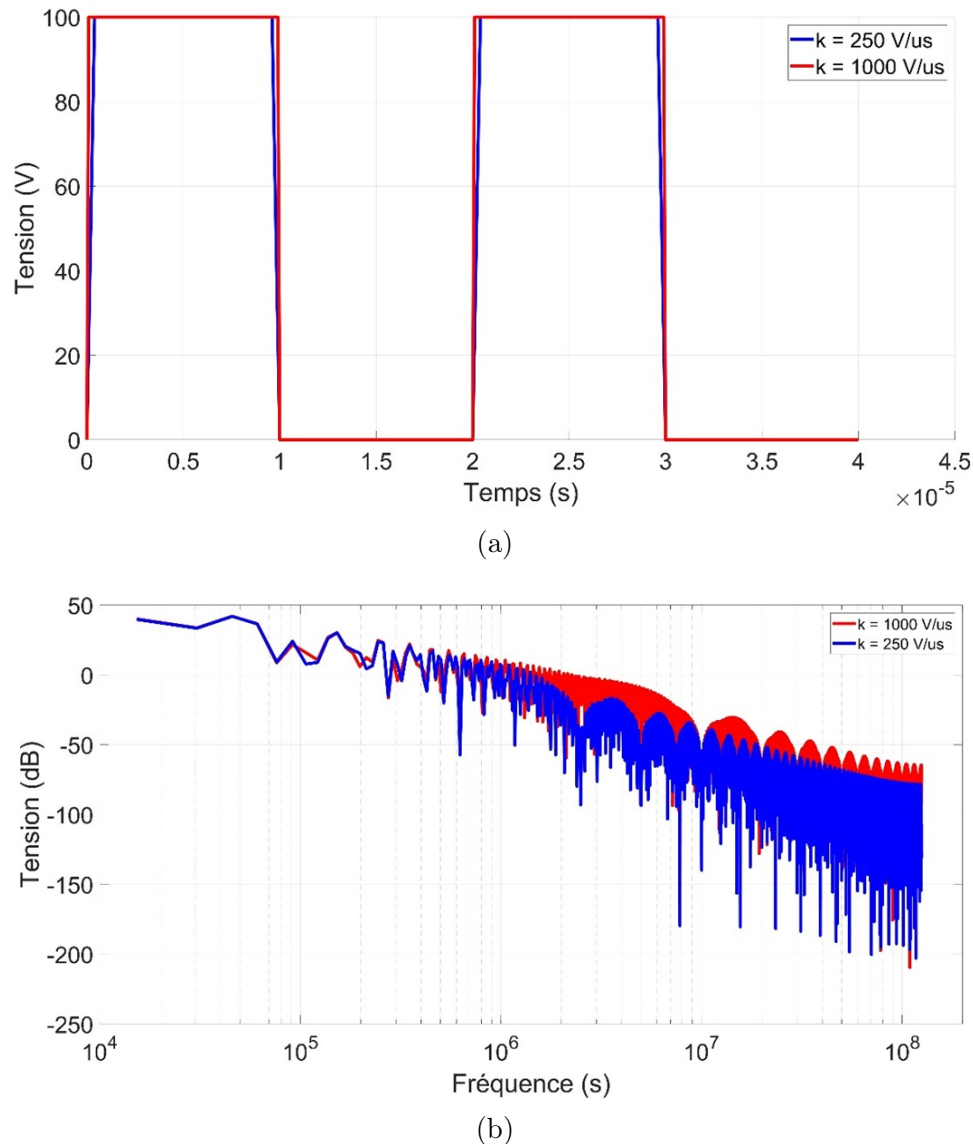 100
80
60
40
20
0
Tension (V)
k = 250 V/us
k = 1000 V/us
0 0.5 1 1.5 2 2.5 3 3.5 4 4.5
Temps (s)
×10⁻⁵
(a)
50
0
-50
-100
-150
-200
-250
Tension (dB)
k = 1000 V/us
k = 250 V/us
10⁴ 10⁵ 10⁶ 10⁷ 10⁸
Fréquence (s)
(b)